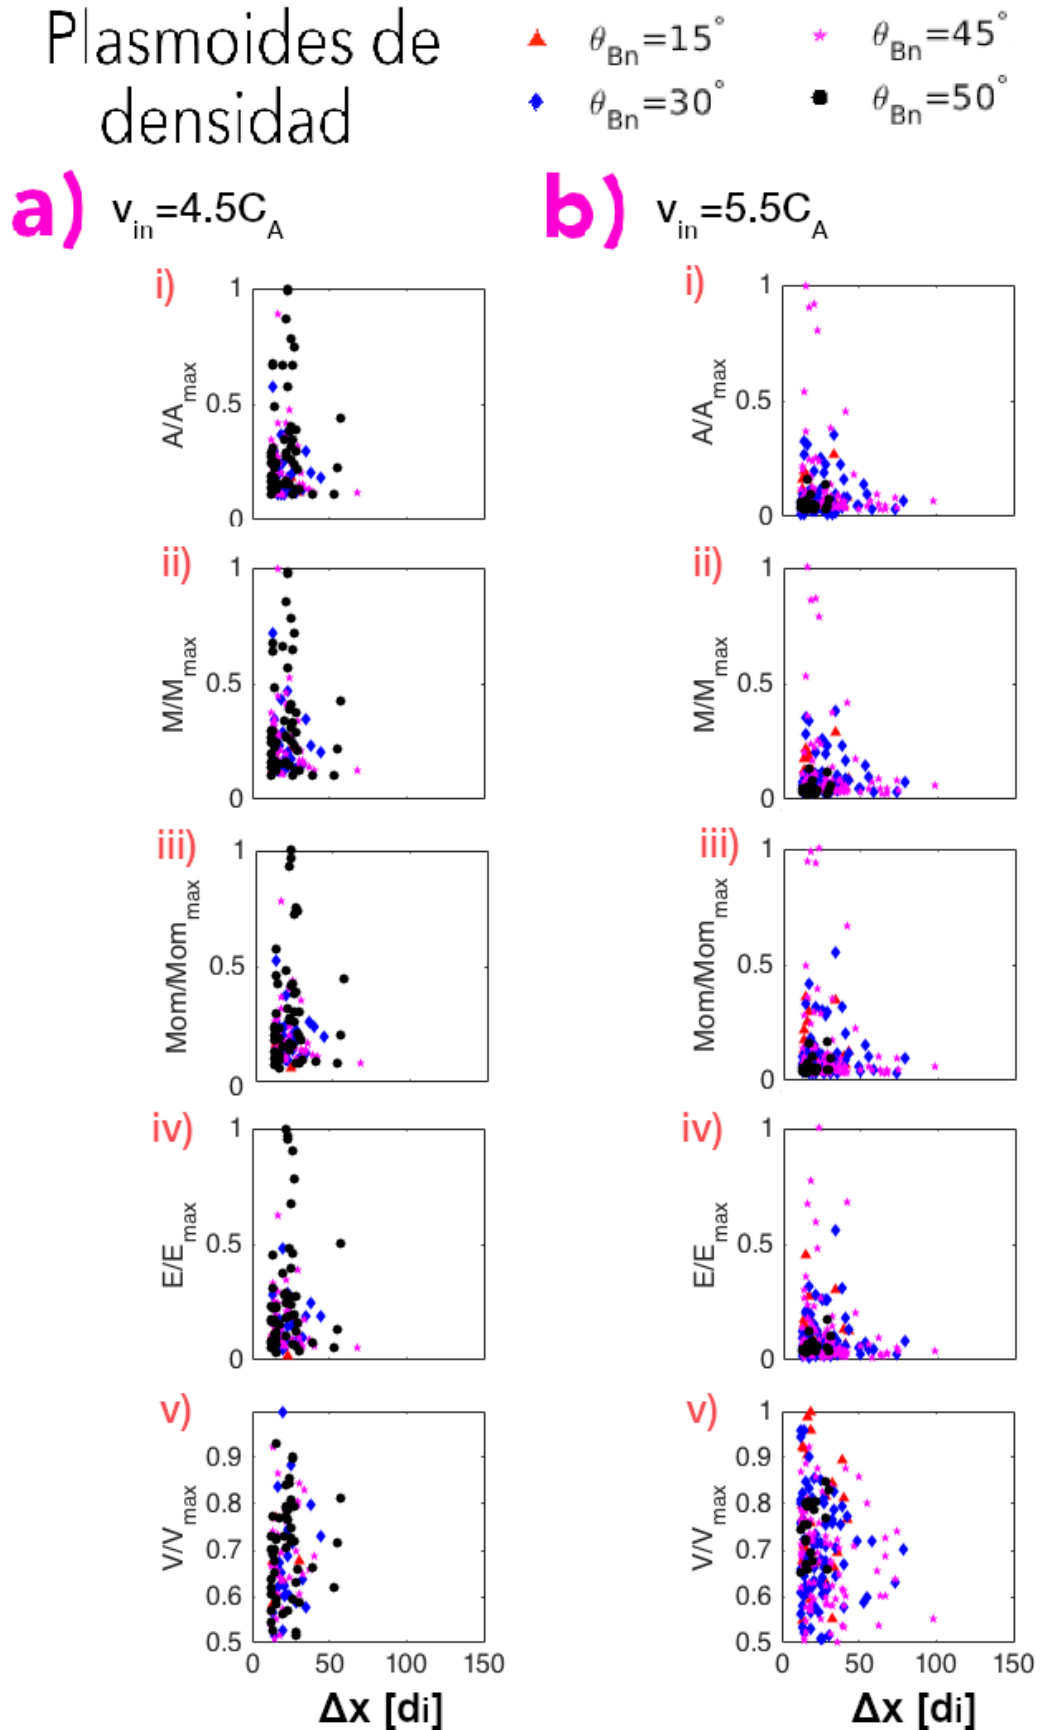 Plasmoides de
densidad
θBn=15° θBn=45°
θBn=30° θBn=50°
a) vin=4.5CA
b) vin=5.5CA
i)
1
0.5
0
A/Amax
ii)
1
0.5
0
M/Mmax
iii)
1
0.5
0
Mom/Mommax
iv)
1
0.5
0
E/Emax
v)
1
0.9
0.8
0.7
0.6
0.5
V/Vmax
0 50 100 150
Δx [di]
i)
1
0.5
0
A/Amax
ii)
1
0.5
0
M/Mmax
iii)
1
0.5
0
Mom/Mommax
iv)
1
0.5
0
E/Emax
v)
1
0.9
0.8
0.7
0.6
0.5
V/Vmax
0 50 100 150
Δx [di]